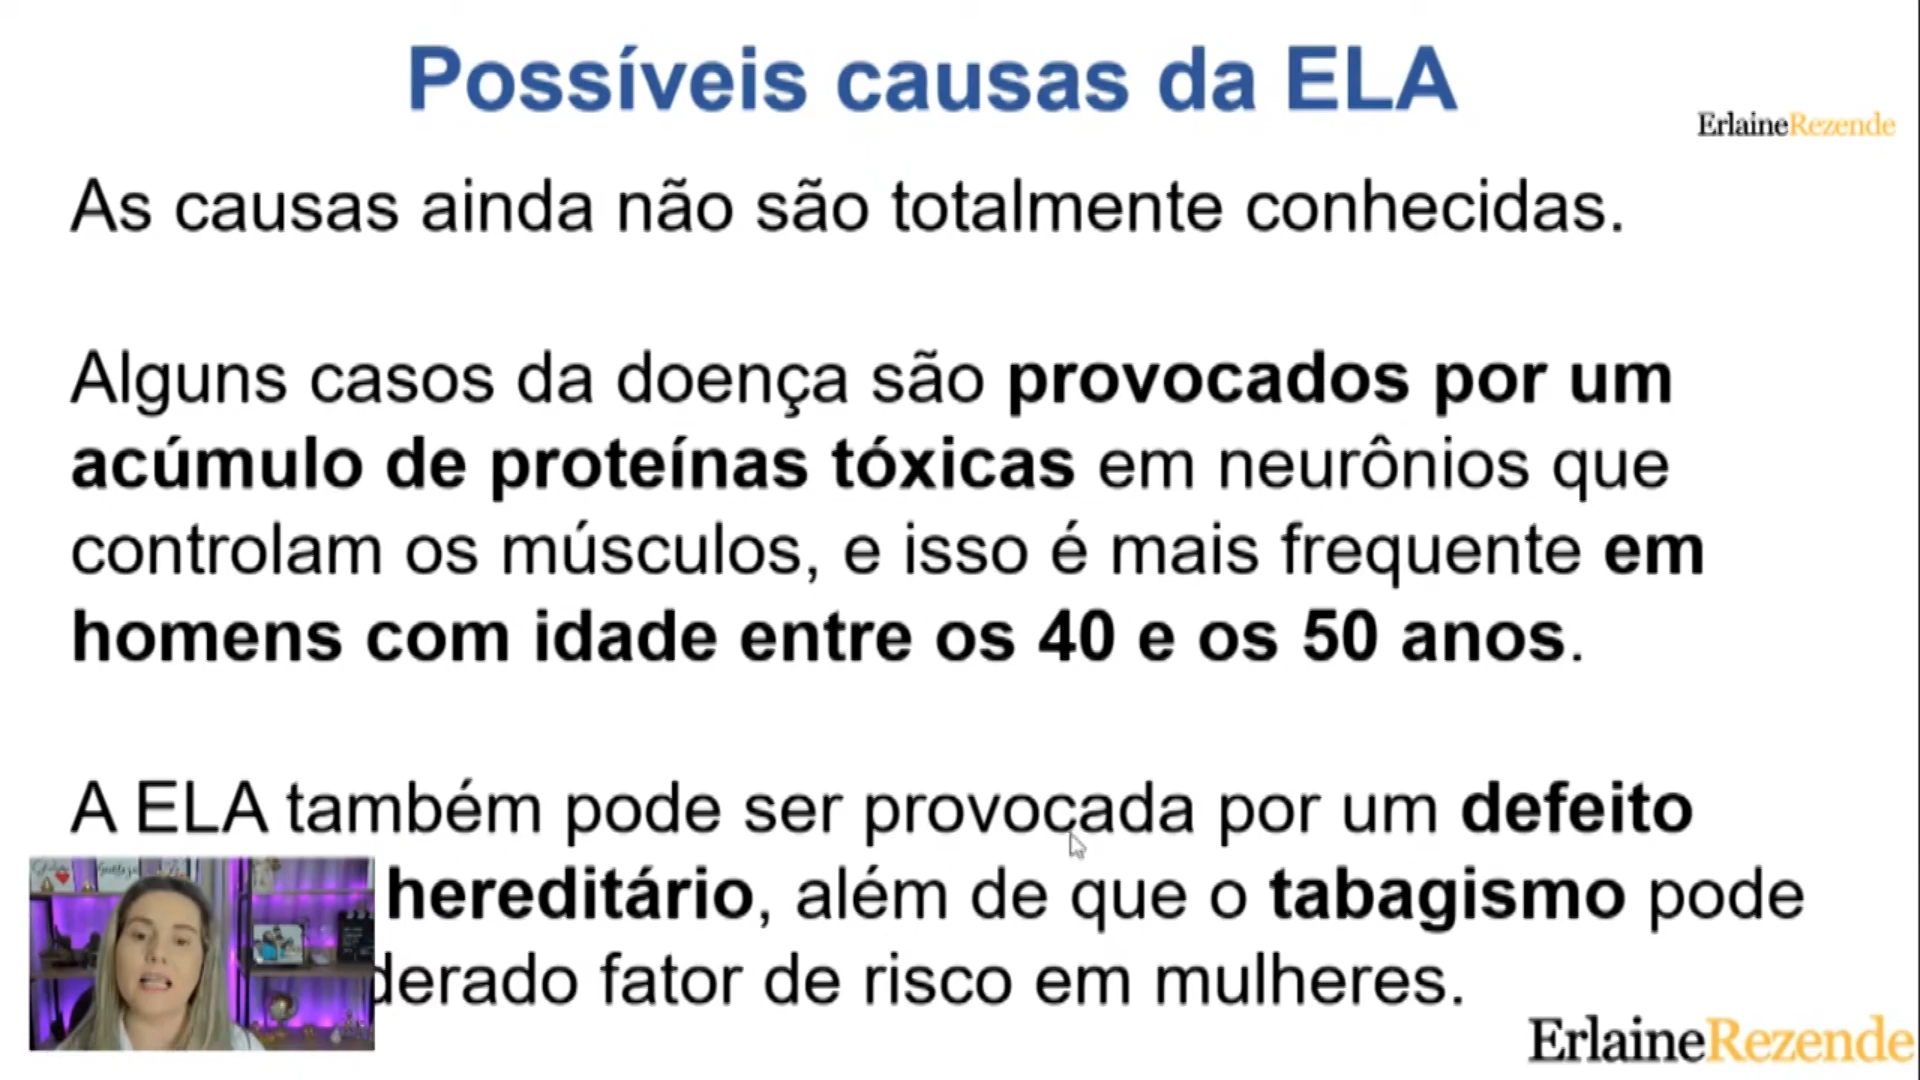 Possíveis causas da ELA
ErlaineRezende
As causas ainda não são totalmente conhecidas.
Alguns casos da doença são provocados por um
acúmulo de proteínas tóxicas em neurônios que
controlam os músculos, e isso é mais frequente em
homens com idade entre os 40 e os 50 anos.
A ELA também pode ser provocada por um defeito
hereditário, além de que o tabagismo pode
derado fator de risco em mulheres.
ErlaineRezende